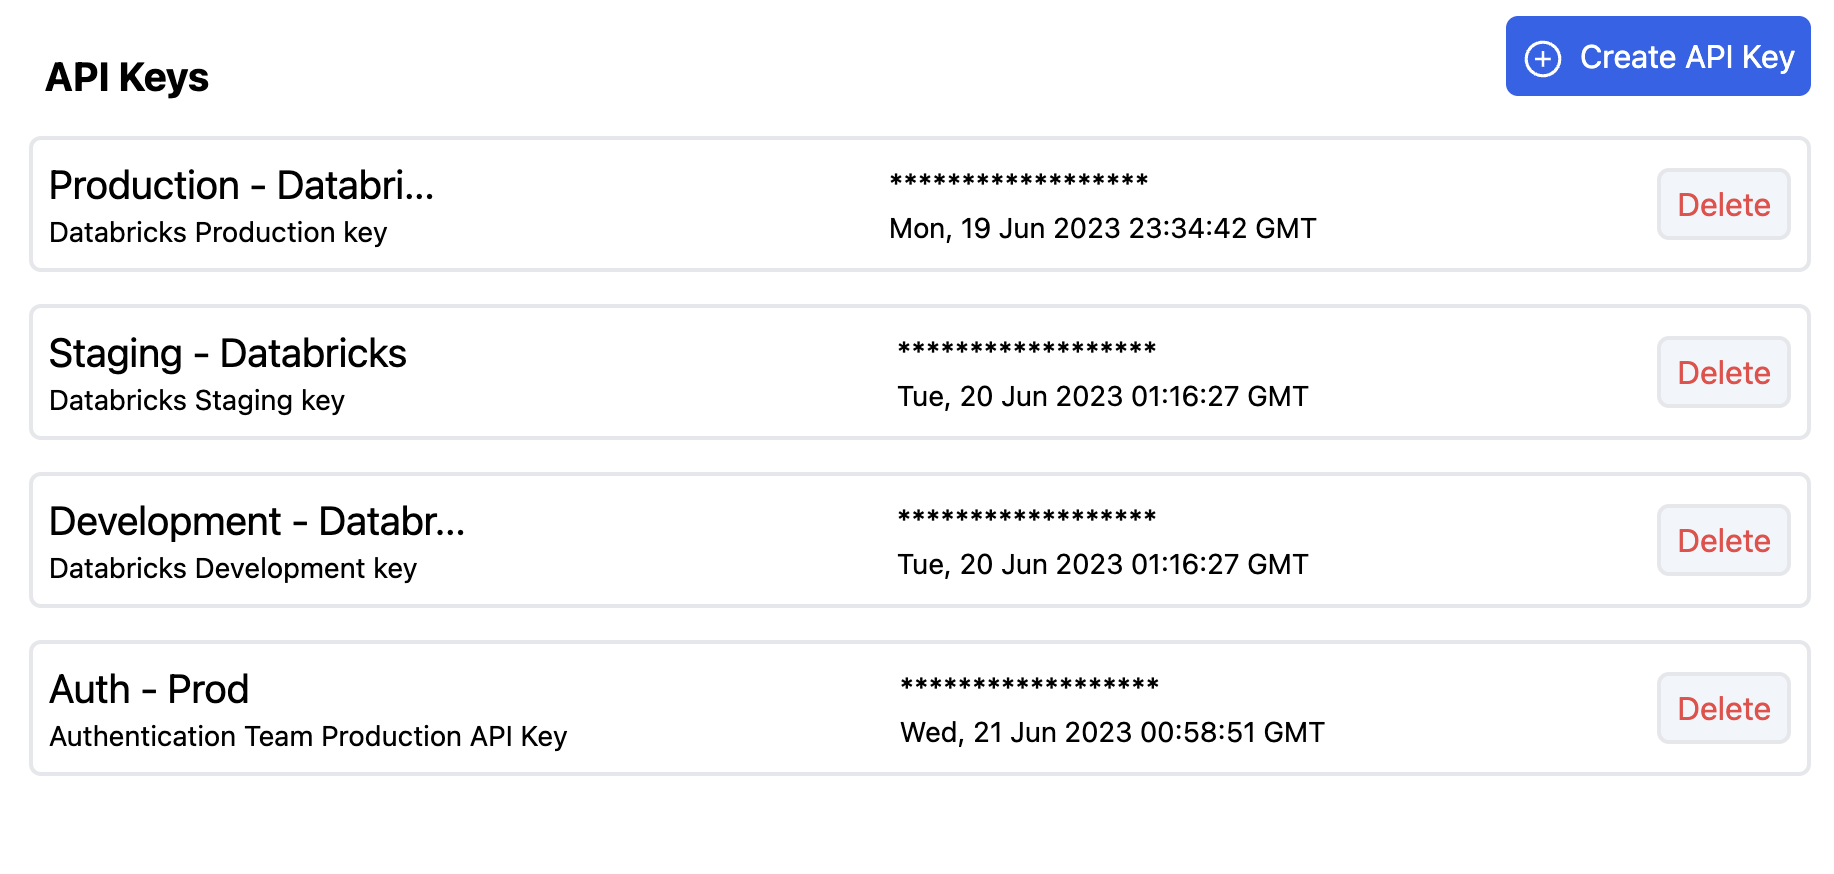 API Keys
Create API Key
Production - Databri...
Databricks Production key
******************
Mon, 19 Jun 2023 23:34:42 GMT
Delete
Staging - Databricks
Databricks Staging key
******************
Tue, 20 Jun 2023 01:16:27 GMT
Delete
Development - Databr...
Databricks Development key
******************
Tue, 20 Jun 2023 01:16:27 GMT
Delete
Auth - Prod
Authentication Team Production API Key
******************
Wed, 21 Jun 2023 00:58:51 GMT
Delete